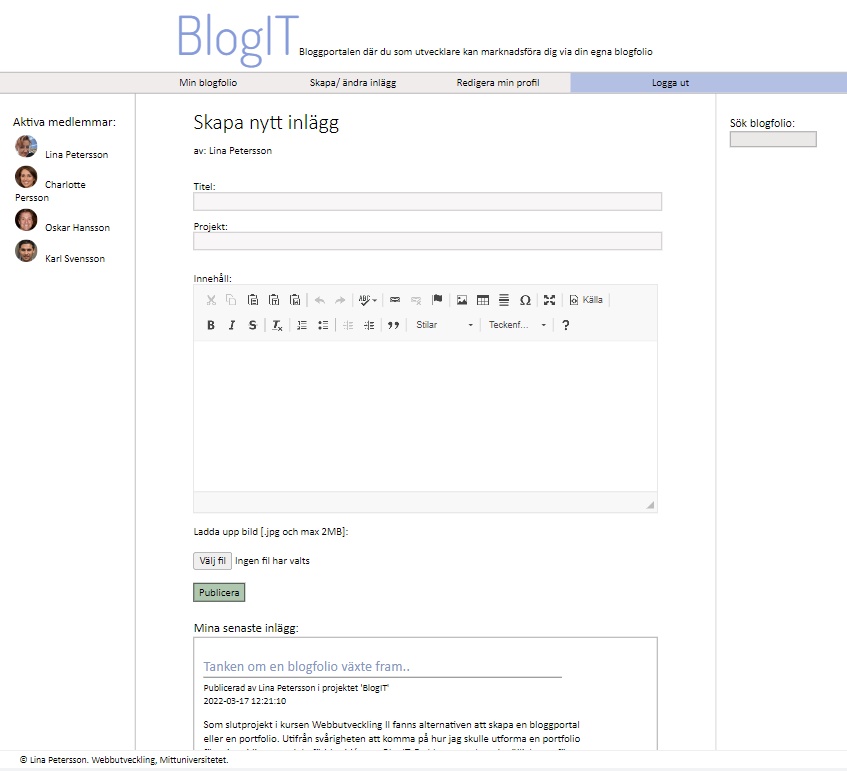 BlogIT Bloggportalen där du som utvecklare kan marknadsföra dig via din egna blogfolio
Min blogfolio Skapa/ ändra inlägg Redigera min profil Logga ut
Aktiva medlemmar:
Lina Petersson
Charlotte
Persson
Oskar Hansson
Karl Svensson
Skapa nytt inlägg
av: Lina Petersson
Titel:
Projekt:
Innehåll:
ABC
Källa
B I S Tx Stilar Teckenf... ?
Ladda upp bild [.jpg och max 2MB]:
Välj fil Ingen fil har valts
Publicera
Mina senaste inlägg:
Tanken om en blogfolio växte fram..
Publicerad av Lina Petersson i projektet 'BlogIT'
2022-03-17 12:21:10
Som slutprojekt i kursen Webbutveckling II fanns alternativen att skapa en bloggportal
eller en portfolio. Utifrån svårigheten att komma på hur jag skulle utforma en portfolio
Sök blogfolio:
© Lina Petersson. Webbutveckling, Mittuniversitetet.